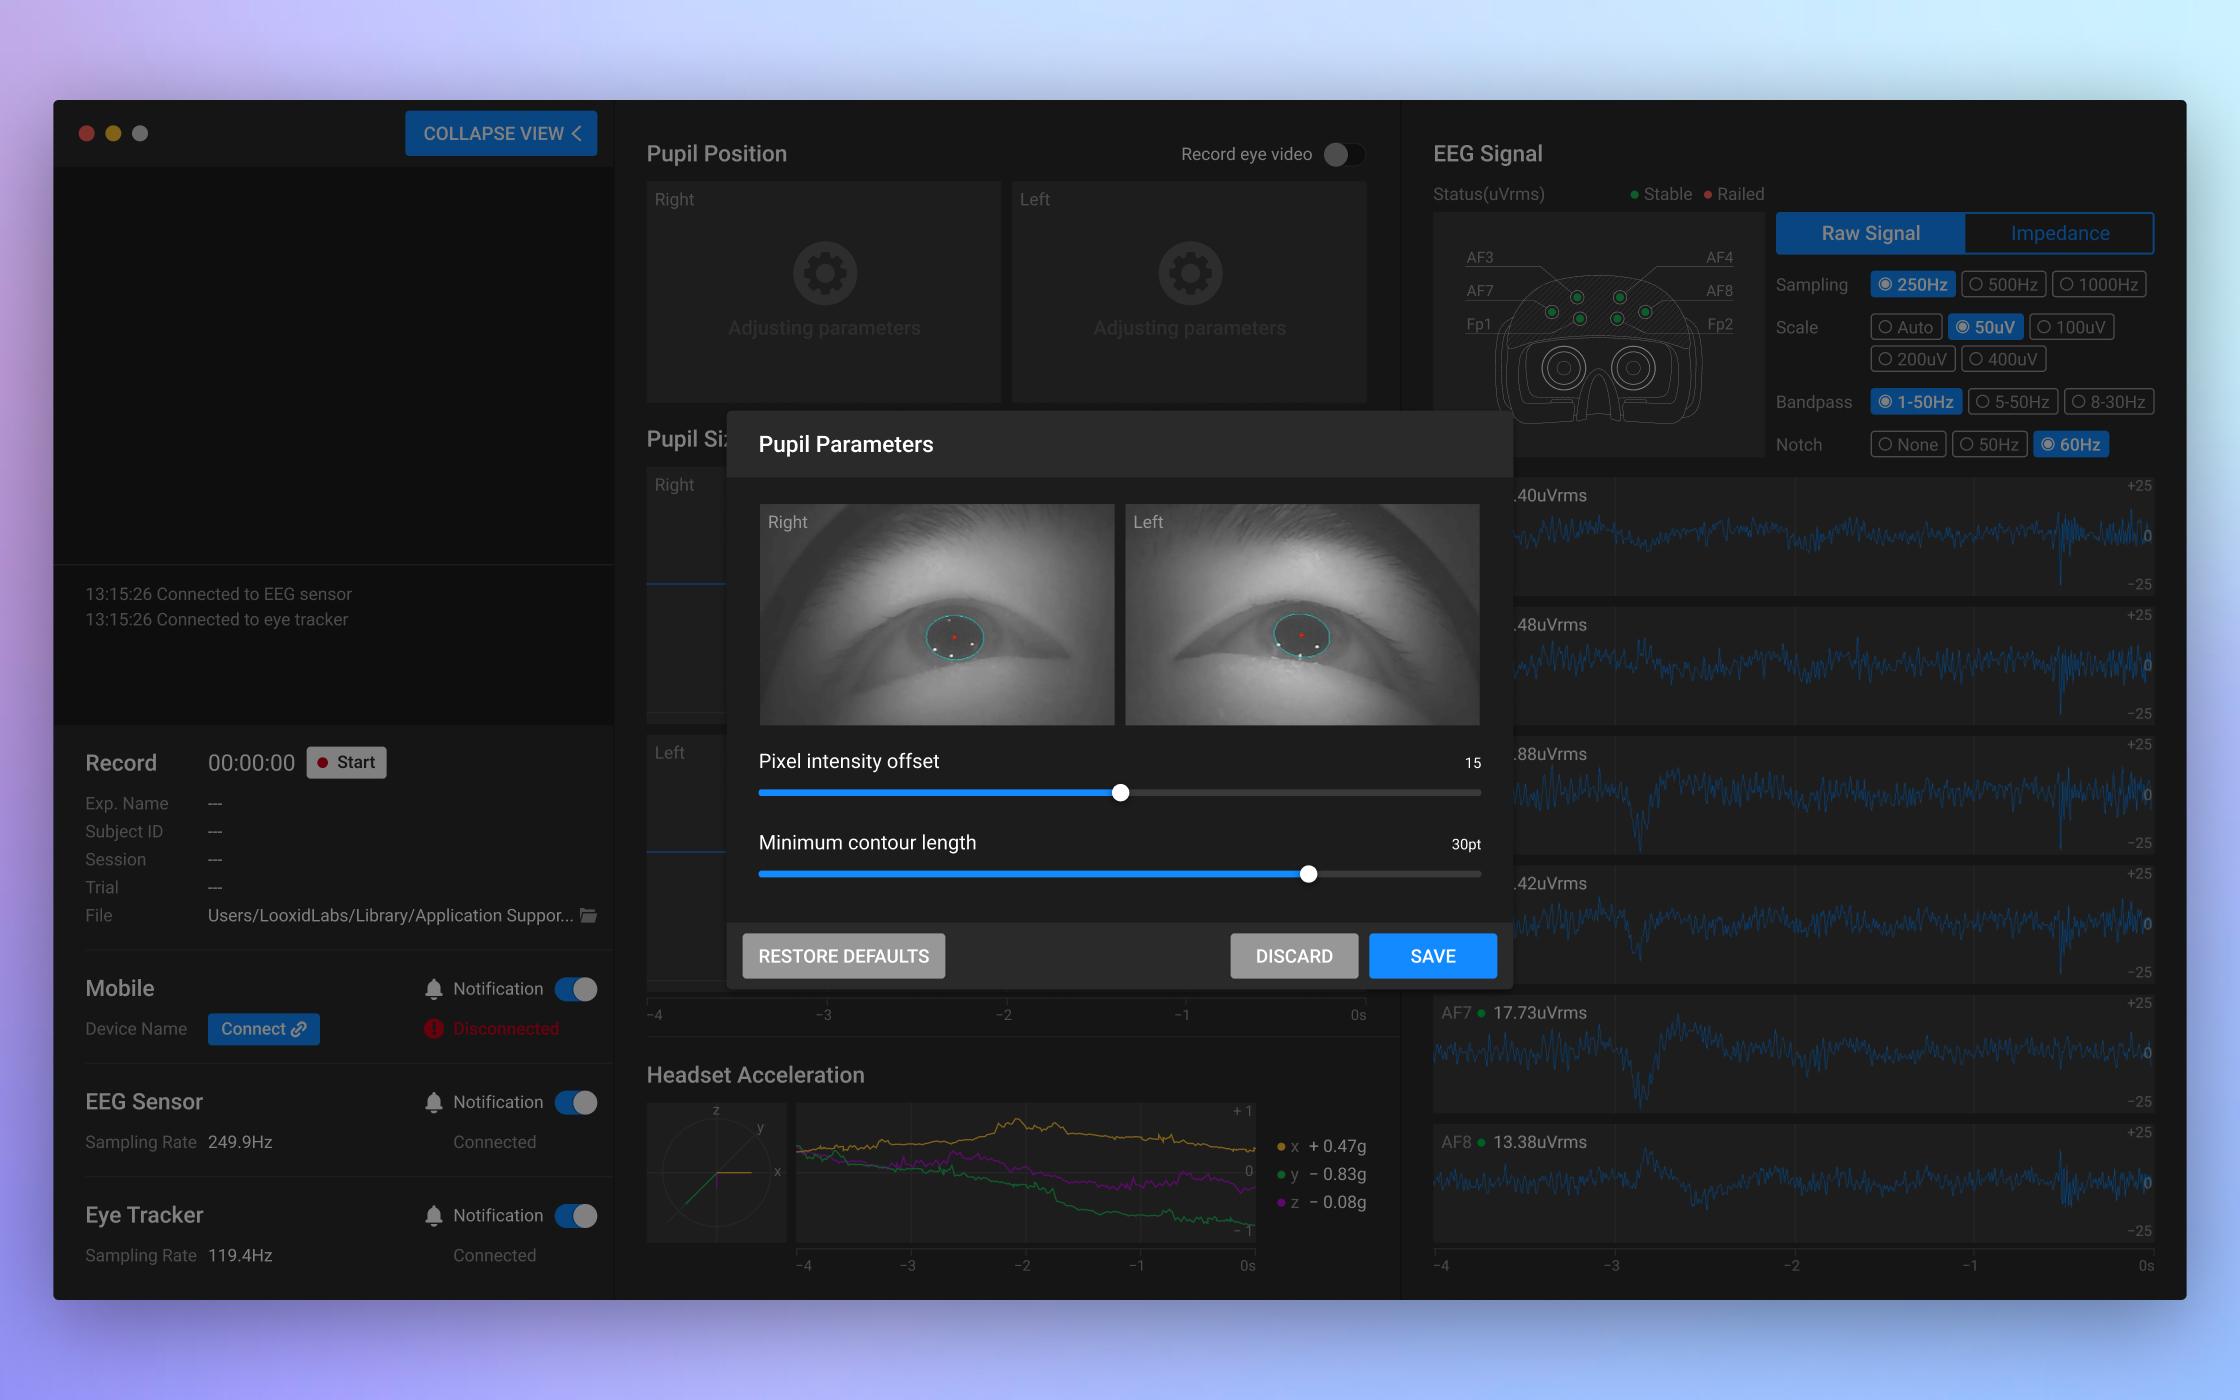 COLLAPSE VIEW
13:15:26 Connected to EEG sensor
13:15:26 Connected to eye tracker
Record 00:00:00 Start
Exp. Name ---
Subject ID ---
Session ---
Trial ---
File Users/LooxidLabs/Library/Application Suppor...
Mobile Notification
Device Name Connect Disconnected
EEG Sensor Notification
Sampling Rate 249.9Hz Connected
Eye Tracker Notification
Sampling Rate 119.4Hz Connected
Pupil Position Record eye video
Right Left
Adjusting parameters Adjusting parameters
Pupil
Right
Left
−4 −3 −2 −1 0s
Pupil Parameters
Right Left
Pixel intensity offset 15
Minimum contour length 30pt
RESTORE DEFAULTS DISCARD SAVE
Headset Acceleration
z
y
x
+ 1
0
− 1
x + 0.47g
y − 0.83g
z − 0.08g
−4 −3 −2 −1 0s
EEG Signal
Status(uVrms) Stable Railed
AF3 AF4
AF7 AF8
Fp1 Fp2
Raw Signal Impedance
Sampling 250Hz 500Hz 1000Hz
Scale Auto 50uV 100uV
200uV 400uV
Bandpass 1-50Hz 5-50Hz 8-30Hz
Notch None 50Hz 60Hz
.40uVrms +25
0
−25
.48uVrms +25
0
−25
.88uVrms +25
0
−25
.42uVrms +25
0
−25
AF7 17.73uVrms +25
0
−25
AF8 13.38uVrms +25
0
−25
−4 −3 −2 −1 0s